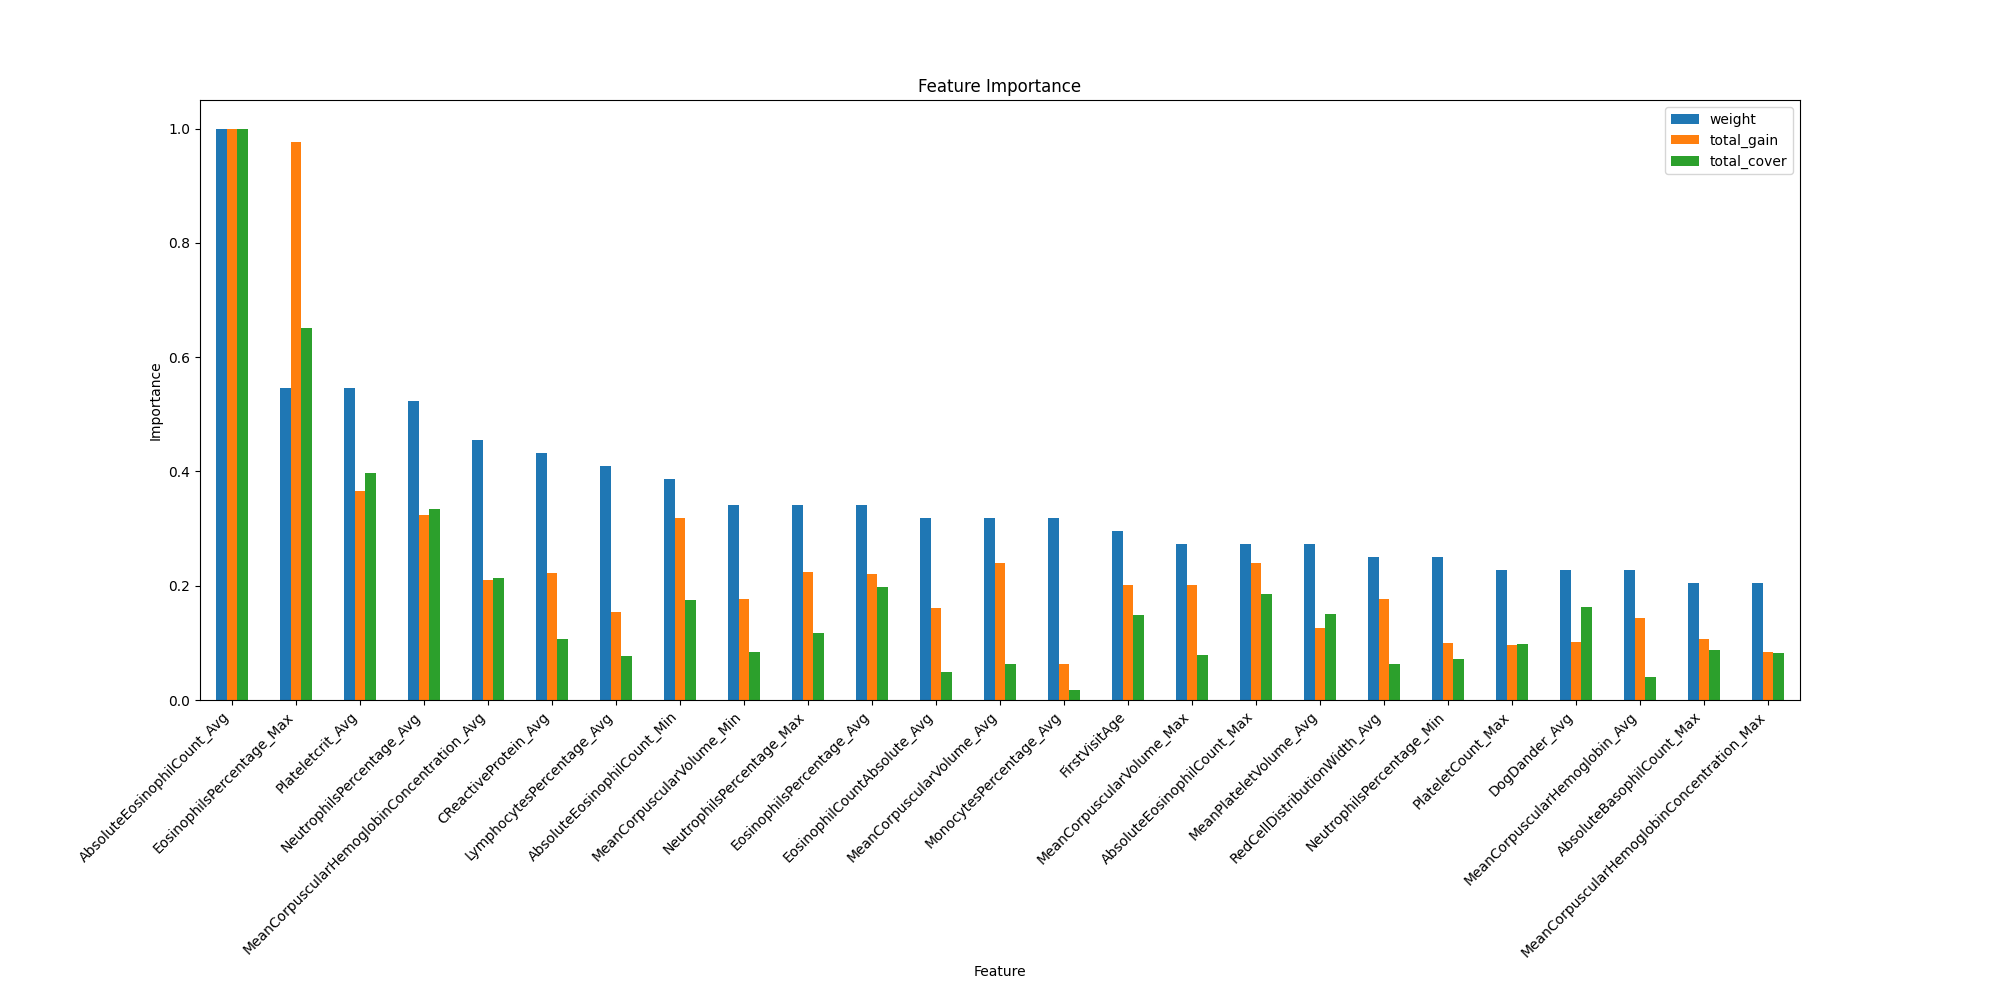 Feature Importance
weight
total_gain
total_cover
Importance
1.0
0.8
0.6
0.4
0.2
0.0
AbsoluteEosinophilCount_Avg
EosinophilsPercentage_Max
Plateletcrit_Avg
NeutrophilsPercentage_Avg
MeanCorpuscularHemoglobinConcentration_Avg
CReactiveProtein_Avg
LymphocytesPercentage_Avg
AbsoluteEosinophilCount_Min
MeanCorpuscularVolume_Min
NeutrophilsPercentage_Max
EosinophilsPercentage_Avg
EosinophilCountAbsolute_Avg
MeanCorpuscularVolume_Avg
MonocytesPercentage_Avg
FirstVisitAge
MeanCorpuscularVolume_Max
AbsoluteEosinophilCount_Max
MeanPlateletVolume_Avg
RedCellDistributionWidth_Avg
NeutrophilsPercentage_Min
PlateletCount_Max
DogDander_Avg
MeanCorpuscularHemoglobin_Avg
AbsoluteBasophilCount_Max
MeanCorpuscularHemoglobinConcentration_Max
Feature